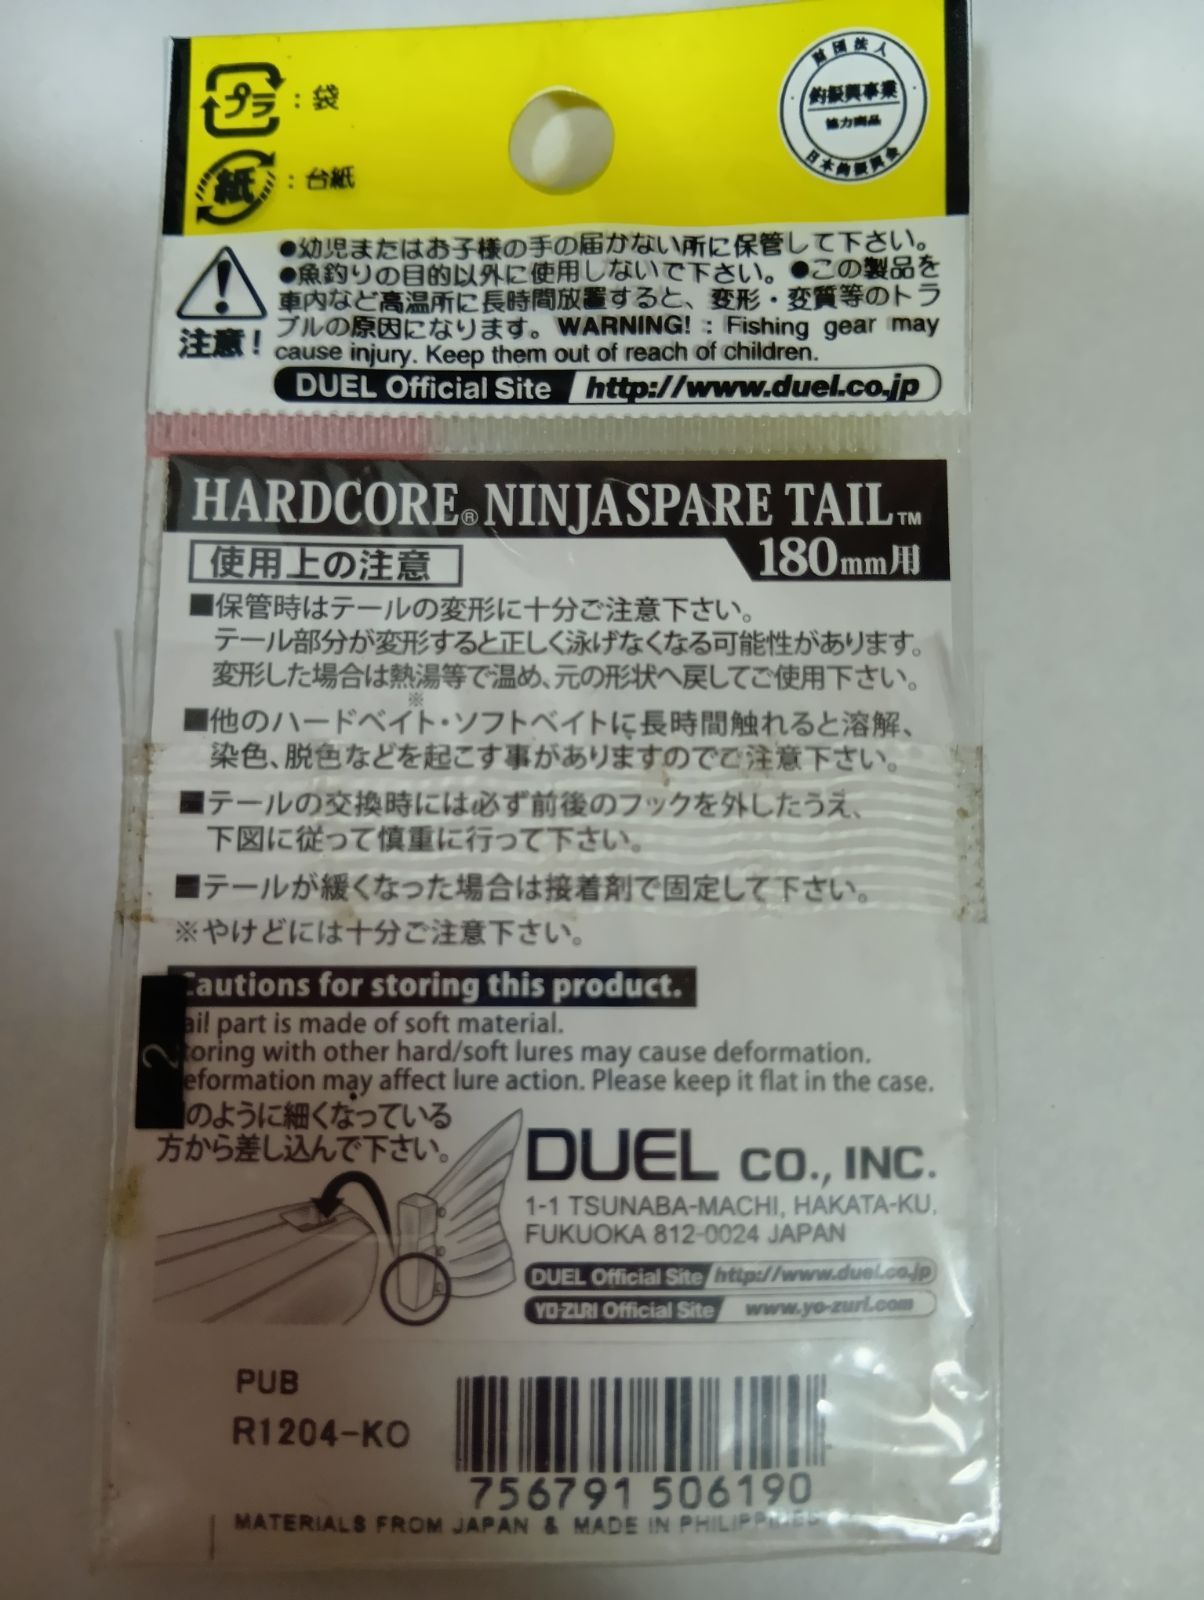 プラ : 袋
紙 : 台紙
財団法人
釣振興事業
協力商品
日本釣振興会
注意!
●幼児またはお子様の手の届かない所に保管して下さい。
●魚釣りの目的以外に使用しないで下さい。●この製品を
車内など高温所に長時間放置すると、変形・変質等のトラ
ブルの原因になります。WARNING! : Fishing gear may
cause injury. Keep them out of reach of children.
DUEL Official Site http://www.duel.co.jp
HARDCORE® NINJA SPARE TAIL™
180mm用
使用上の注意
■保管時はテールの変形に十分ご注意下さい。
テール部分が変形すると正しく泳げなくなる可能性があります。
変形した場合は熱湯等で温め、元の形状へ戻してご使用下さい。
※
■他のハードベイト・ソフトベイトに長時間触れると溶解、
染色、脱色などを起こす事がありますのでご注意下さい。
■テールの交換時には必ず前後のフックを外したうえ、
下図に従って慎重に行って下さい。
■テールが緩くなった場合は接着剤で固定して下さい。
※やけどには十分ご注意下さい。
Cautions for storing this product.
ail part is made of soft material.
toring with other hard/soft lures may cause deformation.
eformation may affect lure action. Please keep it flat in the case.
2
のように細くなっている
方から差し込んで下さい。
DUEL CO., INC.
1-1 TSUNABA-MACHI, HAKATA-KU,
FUKUOKA 812-0024 JAPAN
DUEL Official Site http://www.duel.co.jp
YO-ZURI Official Site www.yo-zuri.com
PUB
R1204-KO
756791 506190
MATERIALS FROM JAPAN & MADE IN PHILIPPINES